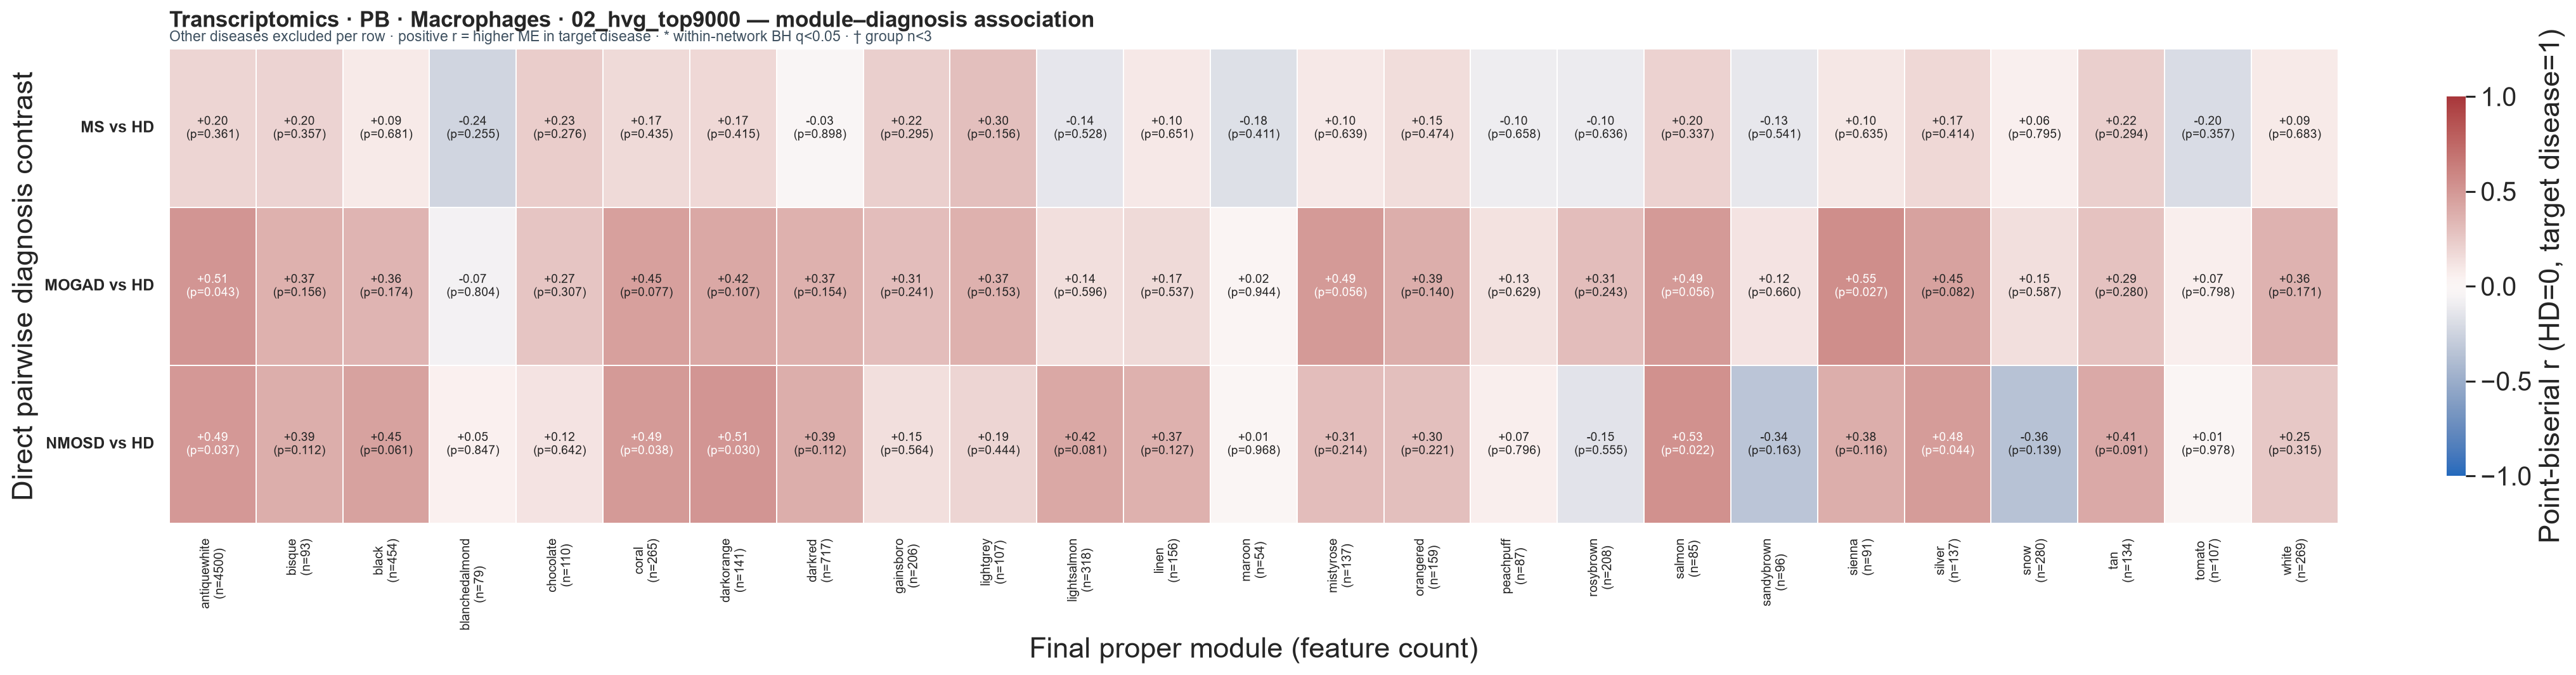 Transcriptomics · PB · Macrophages · 02_hvg_top9000 — module–diagnosis association
Other diseases excluded per row · positive r = higher ME in target disease · * within-network BH q<0.05 · † group n<3
Direct pairwise diagnosis contrast
MS vs HD
+0.20 (p=0.361)
+0.20 (p=0.357)
+0.09 (p=0.681)
-0.24 (p=0.255)
+0.23 (p=0.276)
+0.17 (p=0.435)
+0.17 (p=0.415)
-0.03 (p=0.898)
+0.22 (p=0.295)
+0.30 (p=0.156)
-0.14 (p=0.528)
+0.10 (p=0.651)
-0.18 (p=0.411)
+0.10 (p=0.639)
+0.15 (p=0.474)
-0.10 (p=0.658)
-0.10 (p=0.636)
+0.20 (p=0.337)
-0.13 (p=0.541)
+0.10 (p=0.635)
+0.17 (p=0.414)
+0.06 (p=0.795)
+0.22 (p=0.294)
-0.20 (p=0.357)
+0.09 (p=0.683)
MOGAD vs HD
+0.51 (p=0.043)
+0.37 (p=0.156)
+0.36 (p=0.174)
-0.07 (p=0.804)
+0.27 (p=0.307)
+0.45 (p=0.077)
+0.42 (p=0.107)
+0.37 (p=0.154)
+0.31 (p=0.241)
+0.37 (p=0.153)
+0.14 (p=0.596)
+0.17 (p=0.537)
+0.02 (p=0.944)
+0.49 (p=0.056)
+0.39 (p=0.140)
+0.13 (p=0.629)
+0.31 (p=0.243)
+0.49 (p=0.056)
+0.12 (p=0.660)
+0.55 (p=0.027)
+0.45 (p=0.082)
+0.15 (p=0.587)
+0.29 (p=0.280)
+0.07 (p=0.798)
+0.36 (p=0.171)
NMOSD vs HD
+0.49 (p=0.037)
+0.39 (p=0.112)
+0.45 (p=0.061)
+0.05 (p=0.847)
+0.12 (p=0.642)
+0.49 (p=0.038)
+0.51 (p=0.030)
+0.39 (p=0.112)
+0.15 (p=0.564)
+0.19 (p=0.444)
+0.42 (p=0.081)
+0.37 (p=0.127)
+0.01 (p=0.968)
+0.31 (p=0.214)
+0.30 (p=0.221)
+0.07 (p=0.796)
-0.15 (p=0.555)
+0.53 (p=0.022)
-0.34 (p=0.163)
+0.38 (p=0.116)
+0.48 (p=0.044)
-0.36 (p=0.139)
+0.41 (p=0.091)
+0.01 (p=0.978)
+0.25 (p=0.315)
antiquewhite (n=4500)
bisque (n=93)
black (n=454)
blanchedalmond (n=79)
chocolate (n=110)
coral (n=265)
darkorange (n=141)
darkred (n=717)
gainsboro (n=206)
lightgrey (n=107)
lightsalmon (n=318)
linen (n=156)
maroon (n=54)
mistyrose (n=137)
orangered (n=159)
peachpuff (n=87)
rosybrown (n=208)
salmon (n=85)
sandybrown (n=96)
sienna (n=91)
silver (n=137)
snow (n=280)
tan (n=134)
tomato (n=107)
white (n=269)
Final proper module (feature count)
1.0
0.5
0.0
−0.5
−1.0
Point-biserial r (HD=0, target disease=1)